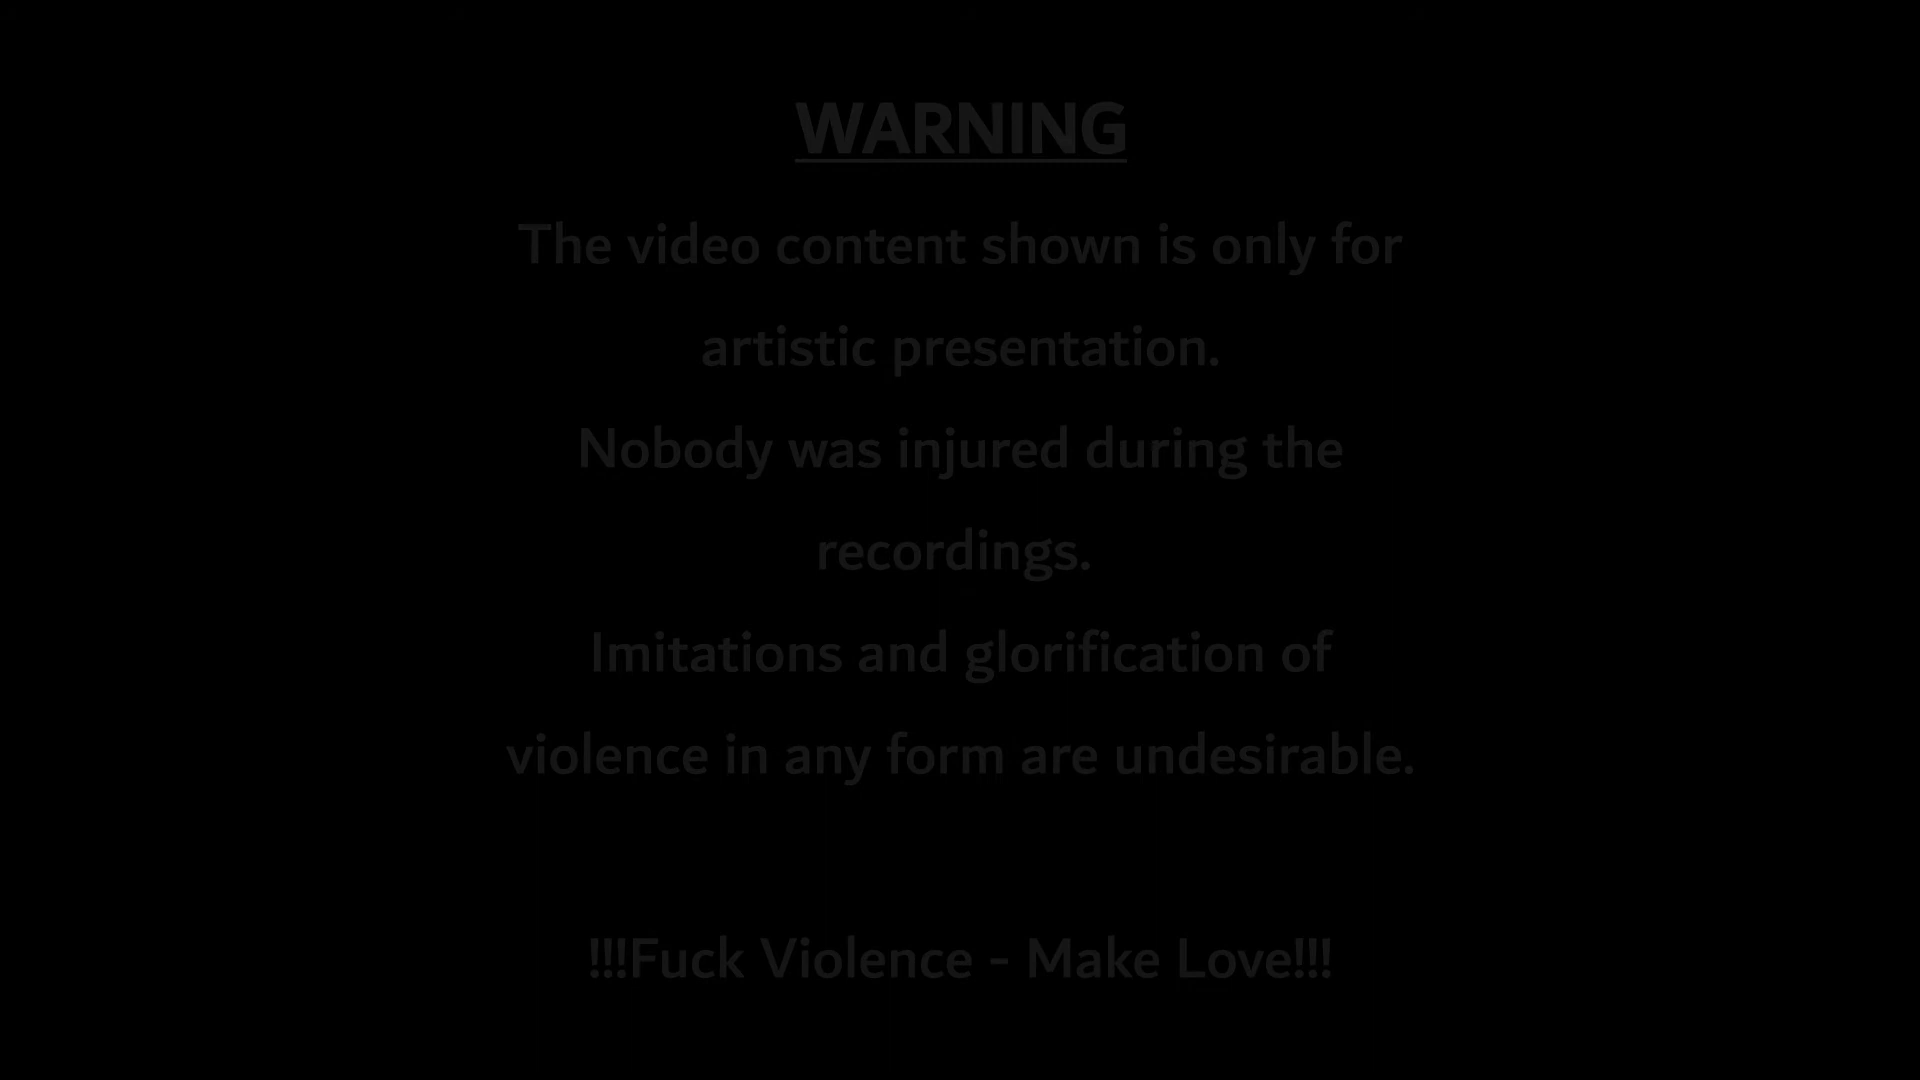 WARNING
The video content shown is only for
artistic presentation.
Nobody was injured during the
recordings.
Imitations and glorification of
violence in any form are undesirable.
!!!Fuck Violence - Make Love!!!